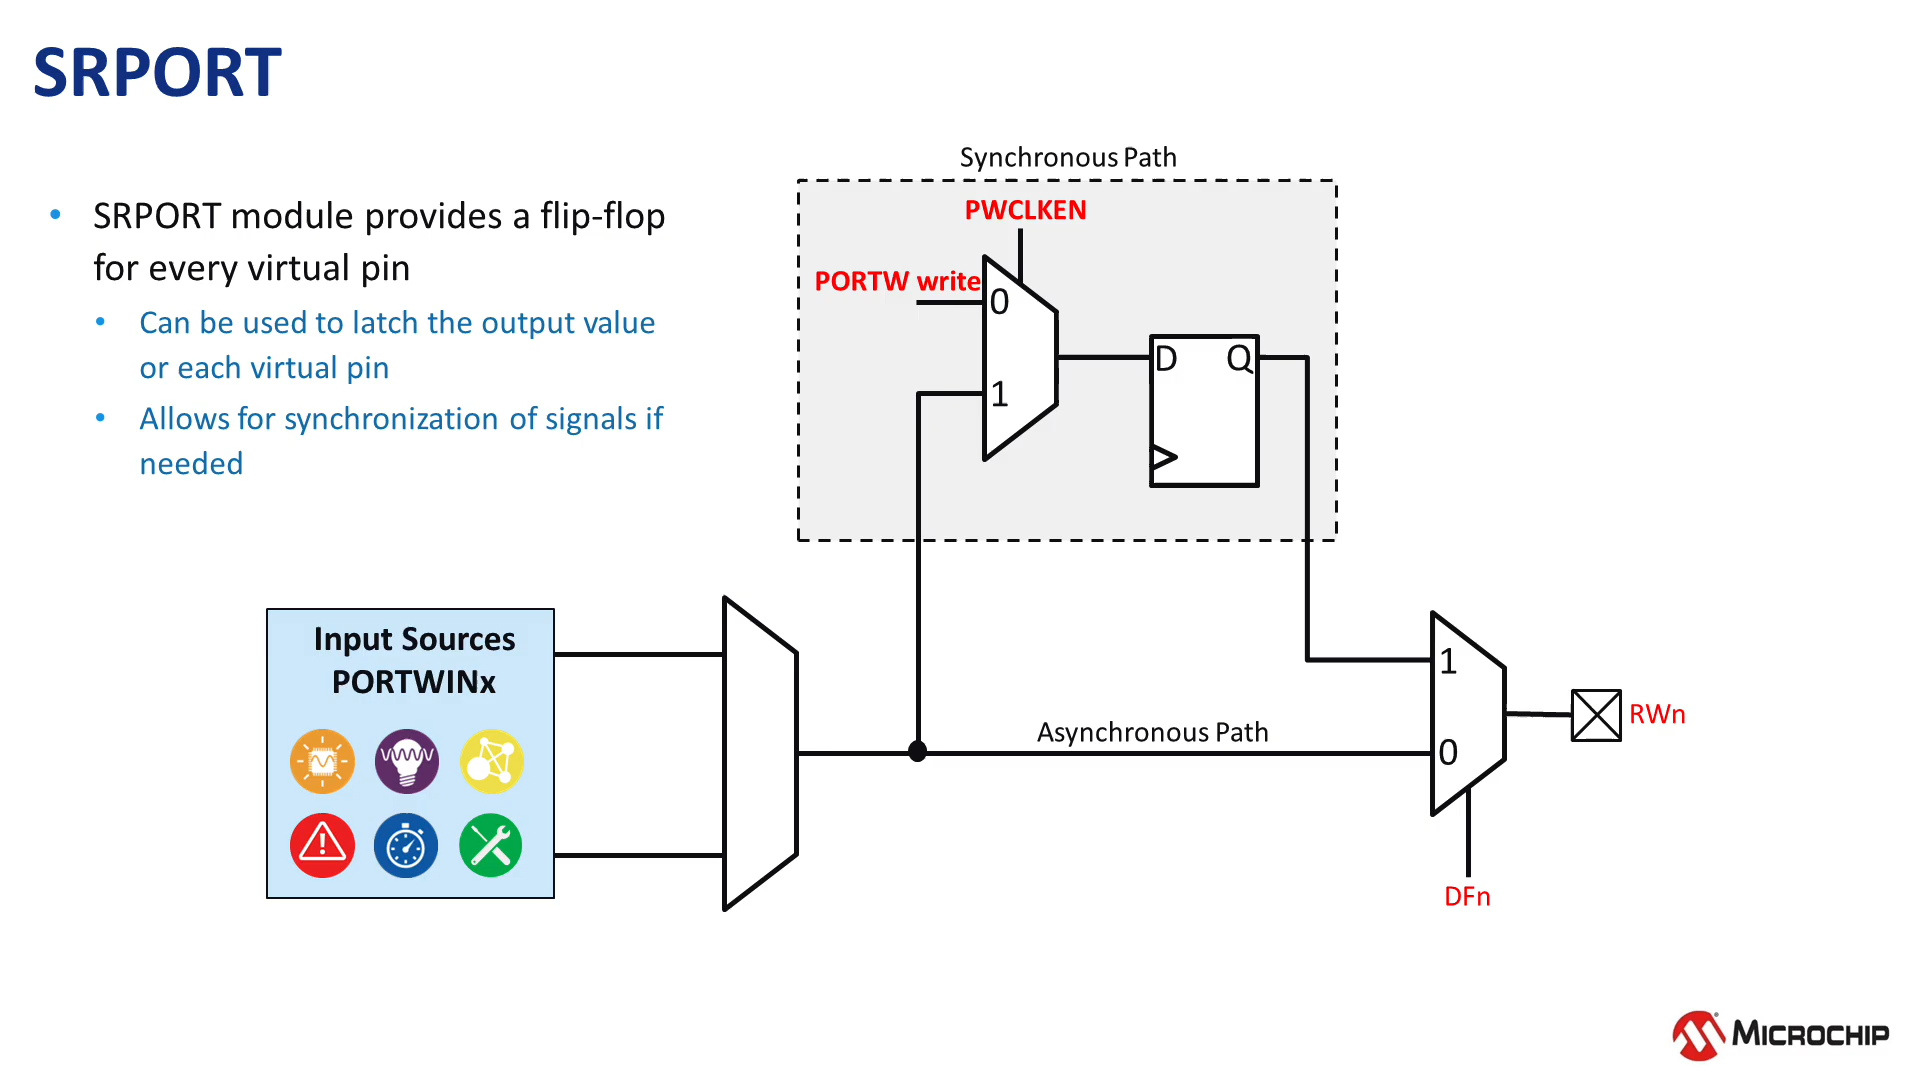 SRPORT
• SRPORT module provides a flip-flop
for every virtual pin
• Can be used to latch the output value
or each virtual pin
• Allows for synchronization of signals if
needed
Synchronous Path
PWCLKEN
PORTW write
0
1
D Q
Input Sources
PORTWINx
Asynchronous Path
1
0
RWn
DFn
MICROCHIP